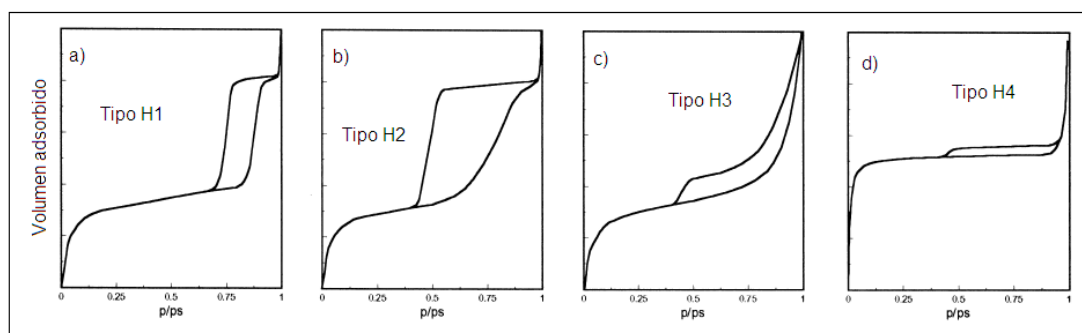 Volumen adsorbido
a)
Tipo H1
0 0.25 0.5 0.75 1
p/ps
b)
Tipo H2
0 0.25 0.5 0.75 1
p/ps
c)
Tipo H3
0 0.25 0.5 0.75 1
p/ps
d)
Tipo H4
0 0.25 0.5 0.75 1
p/ps